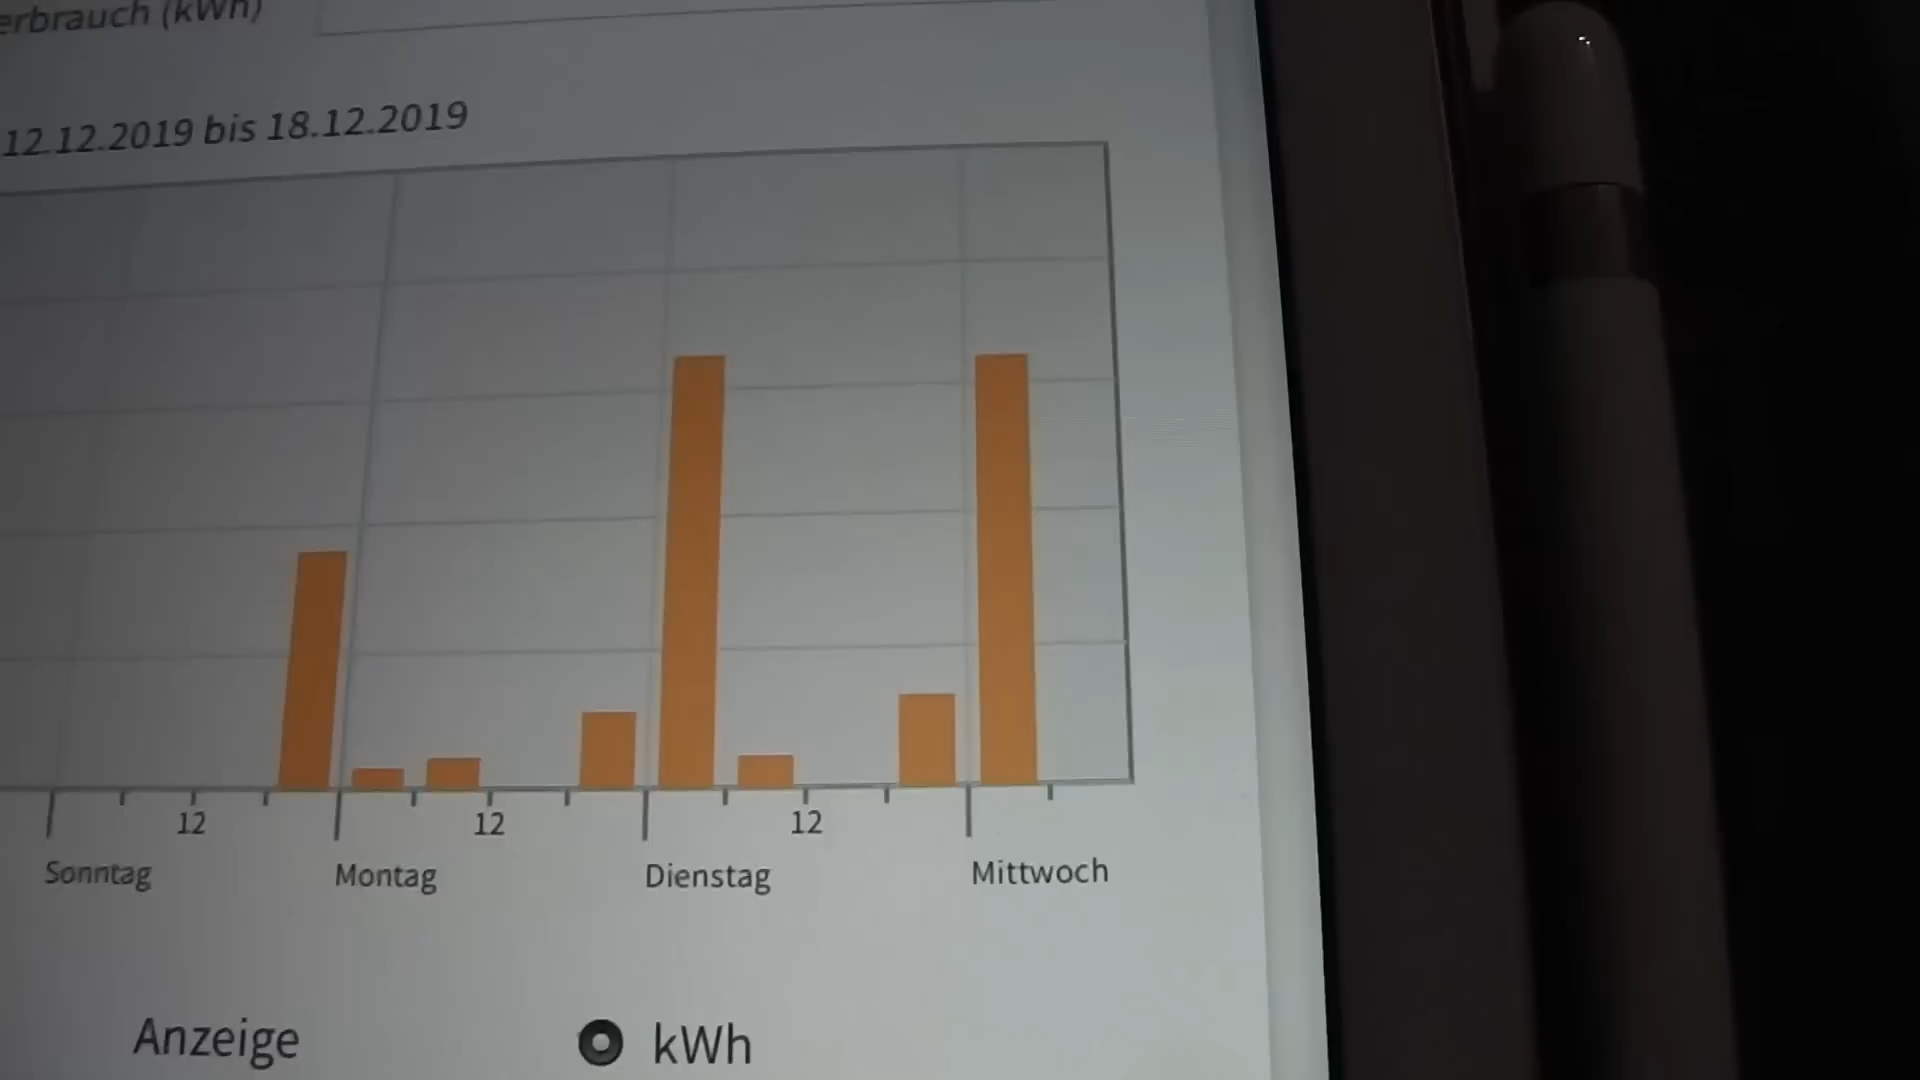 erbrauch (kWh)
12.12.2019 bis 18.12.2019
12 12 12
Sonntag Montag Dienstag Mittwoch
Anzeige kWh